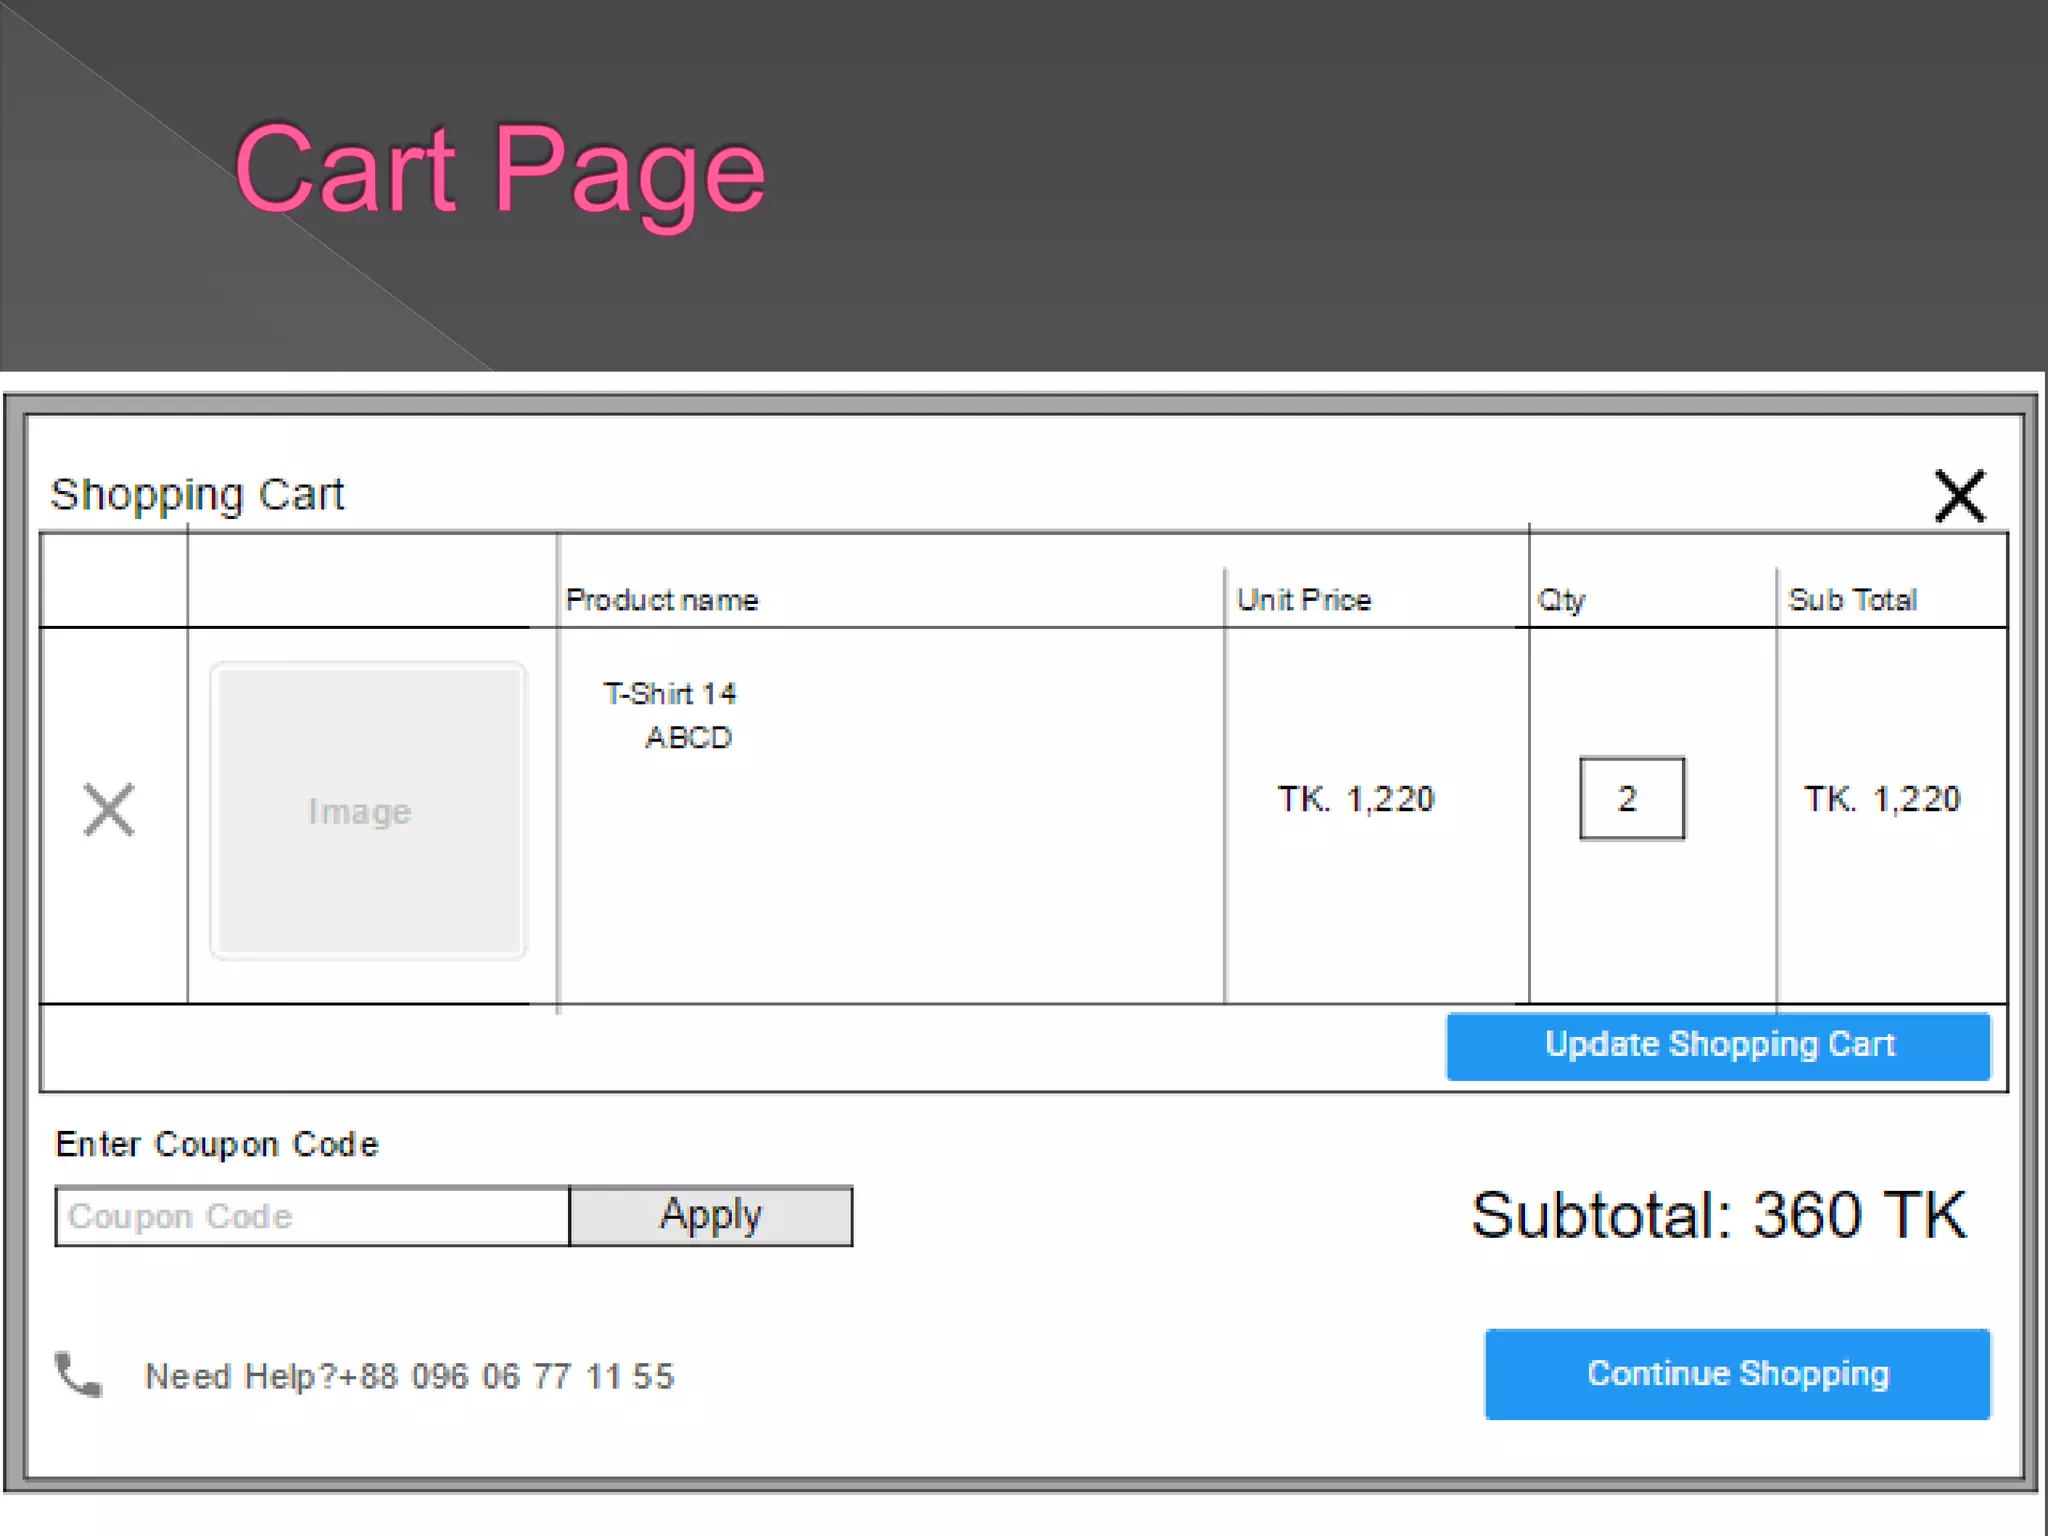 Cart Page
Shopping Cart
Product name Unit Price Qty Sub Total
T-Shirt 14
ABCD
Image TK. 1,220 2 TK. 1,220
Update Shopping Cart
Enter Coupon Code
Coupon Code Apply Subtotal: 360 TK
Need Help?+88 096 06 77 11 55 Continue Shopping